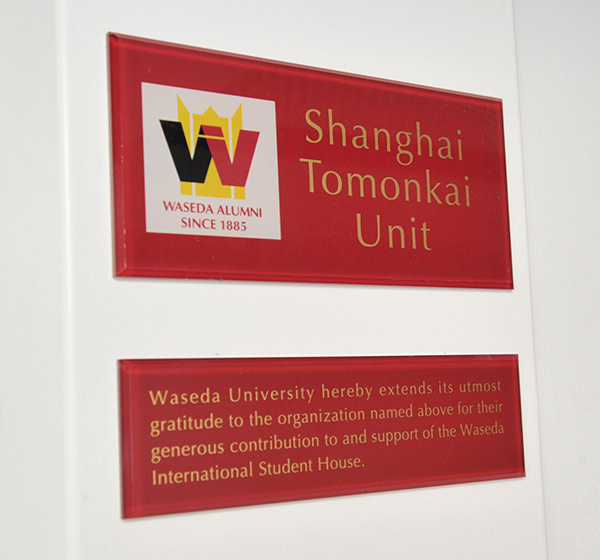 Shanghai
Tomonkai
Unit
W
WASEDA ALUMNI
SINCE 1885
Waseda University hereby extends its utmost
gratitude to the organization named above for their
generous contribution to and support of the Waseda
International Student House.